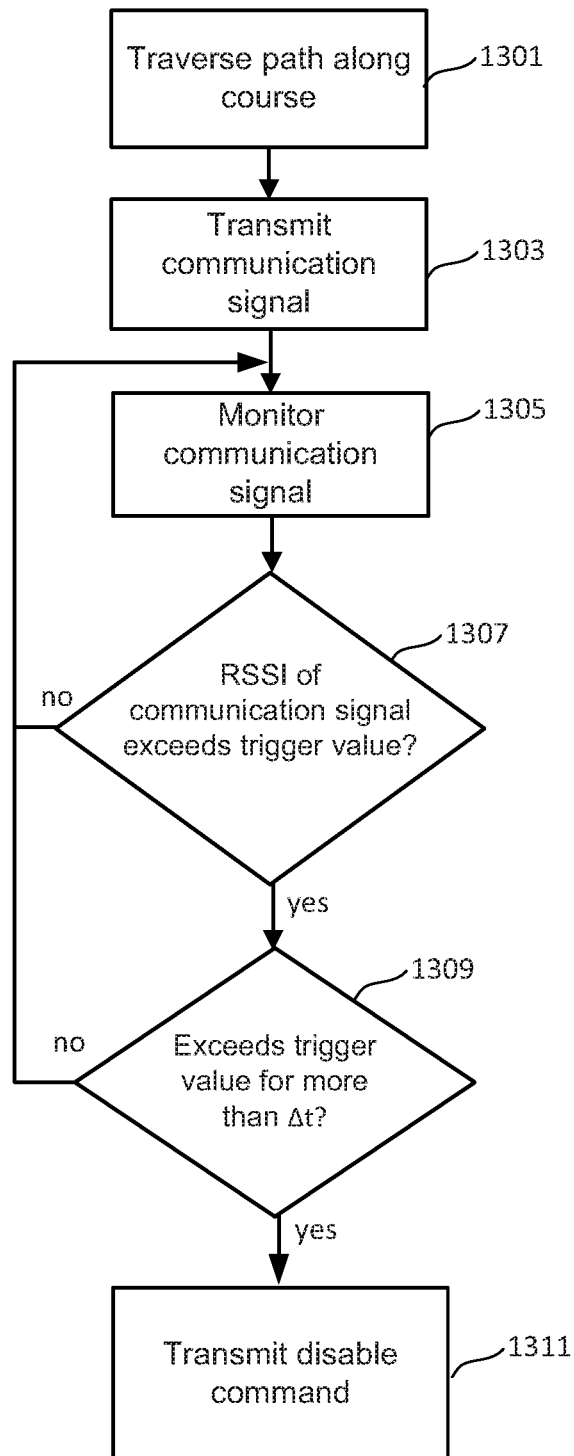 Traverse path along
course
1301
Transmit
communication
signal
1303
Monitor
communication
signal
1305
RSSI of
communication signal
exceeds trigger value?
1307
no
yes
Exceeds trigger
value for more
than Δt?
1309
no
yes
Transmit disable
command
1311